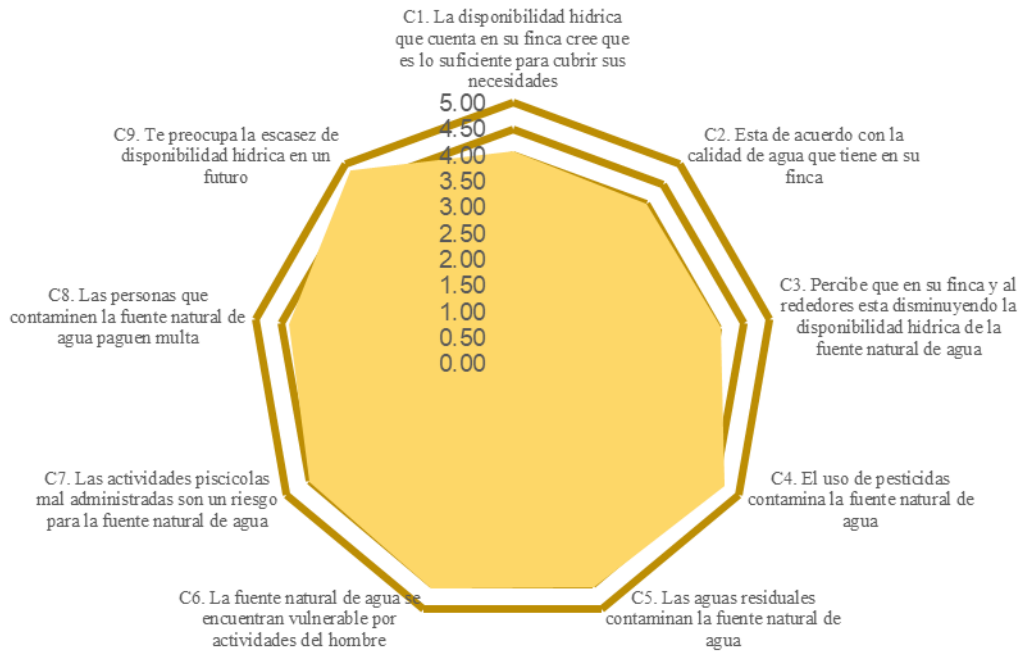 C1. La disponibilidad hídrica
que cuenta en su finca cree que
es lo suficiente para cubrir sus
necesidades
5.00
4.50
4.00
3.50
3.00
2.50
2.00
1.50
1.00
0.50
0.00
C2. Esta de acuerdo con la
calidad de agua que tiene en su
finca
C3. Percibe que en su finca y al
rededores esta disminuyendo la
disponibilidad hídrica de la
fuente natural de agua
C4. El uso de pesticidas
contamina la fuente natural de
agua
C5. Las aguas residuales
contaminan la fuente natural de
agua
C6. La fuente natural de agua se
encuentran vulnerable por
actividades del hombre
C7. Las actividades piscícolas
mal administradas son un riesgo
para la fuente natural de agua
C8. Las personas que
contaminen la fuente natural de
agua paguen multa
C9. Te preocupa la escasez de
disponibilidad hídrica en un
futuro